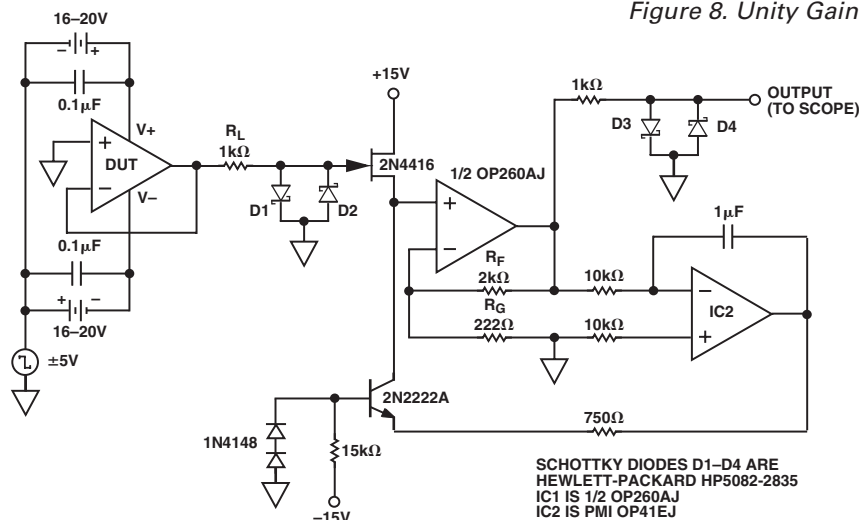 Figure 8. Unity Gain
16–20V
– +
0.1μF
V+
+
DUT
–
V–
0.1μF
+ –
16–20V
±5V
RL
1kΩ
D1
D2
+15V
2N4416
1/2 OP260AJ
+
–
RF
2kΩ
RG
222Ω
1kΩ
D3
D4
OUTPUT
(TO SCOPE)
1μF
10kΩ
10kΩ
–
IC2
+
2N2222A
750Ω
1N4148
15kΩ
–15V
SCHOTTKY DIODES D1–D4 ARE
HEWLETT-PACKARD HP5082-2835
IC1 IS 1/2 OP260AJ
IC2 IS PMI OP41EJ